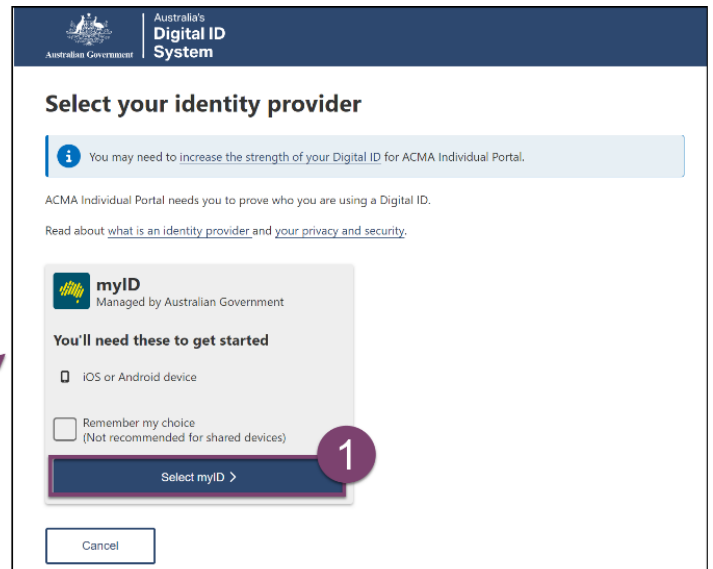 Australian Government
Australia's
Digital ID
System
Select your identity provider
i You may need to increase the strength of your Digital ID for ACMA Individual Portal.
ACMA Individual Portal needs you to prove who you are using a Digital ID.
Read about what is an identity provider and your privacy and security.
myID
Managed by Australian Government
You'll need these to get started
iOS or Android device
Remember my choice
(Not recommended for shared devices)
1
Select myID >
Cancel